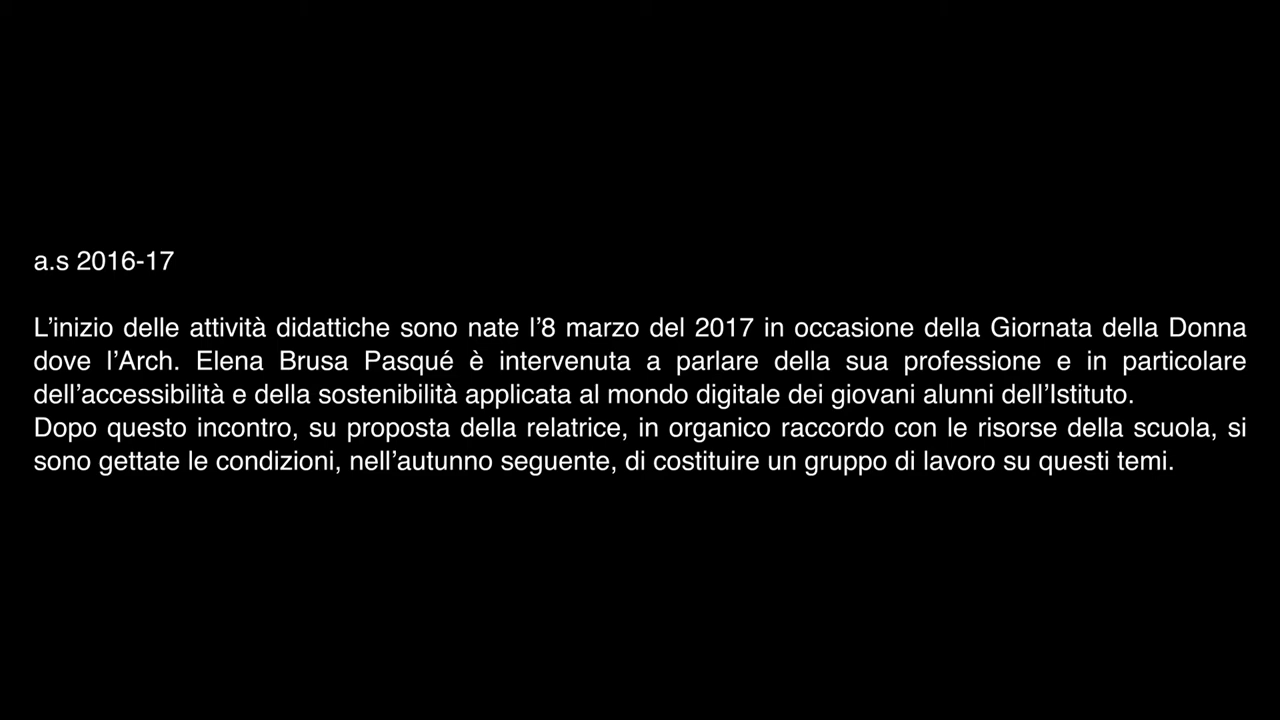 a.s 2016-17
L’inizio delle attività didattiche sono nate l’8 marzo del 2017 in occasione della Giornata della Donna
dove l’Arch. Elena Brusa Pasqué è intervenuta a parlare della sua professione e in particolare
dell’accessibilità e della sostenibilità applicata al mondo digitale dei giovani alunni dell’Istituto.
Dopo questo incontro, su proposta della relatrice, in organico raccordo con le risorse della scuola, si
sono gettate le condizioni, nell’autunno seguente, di costituire un gruppo di lavoro su questi temi.